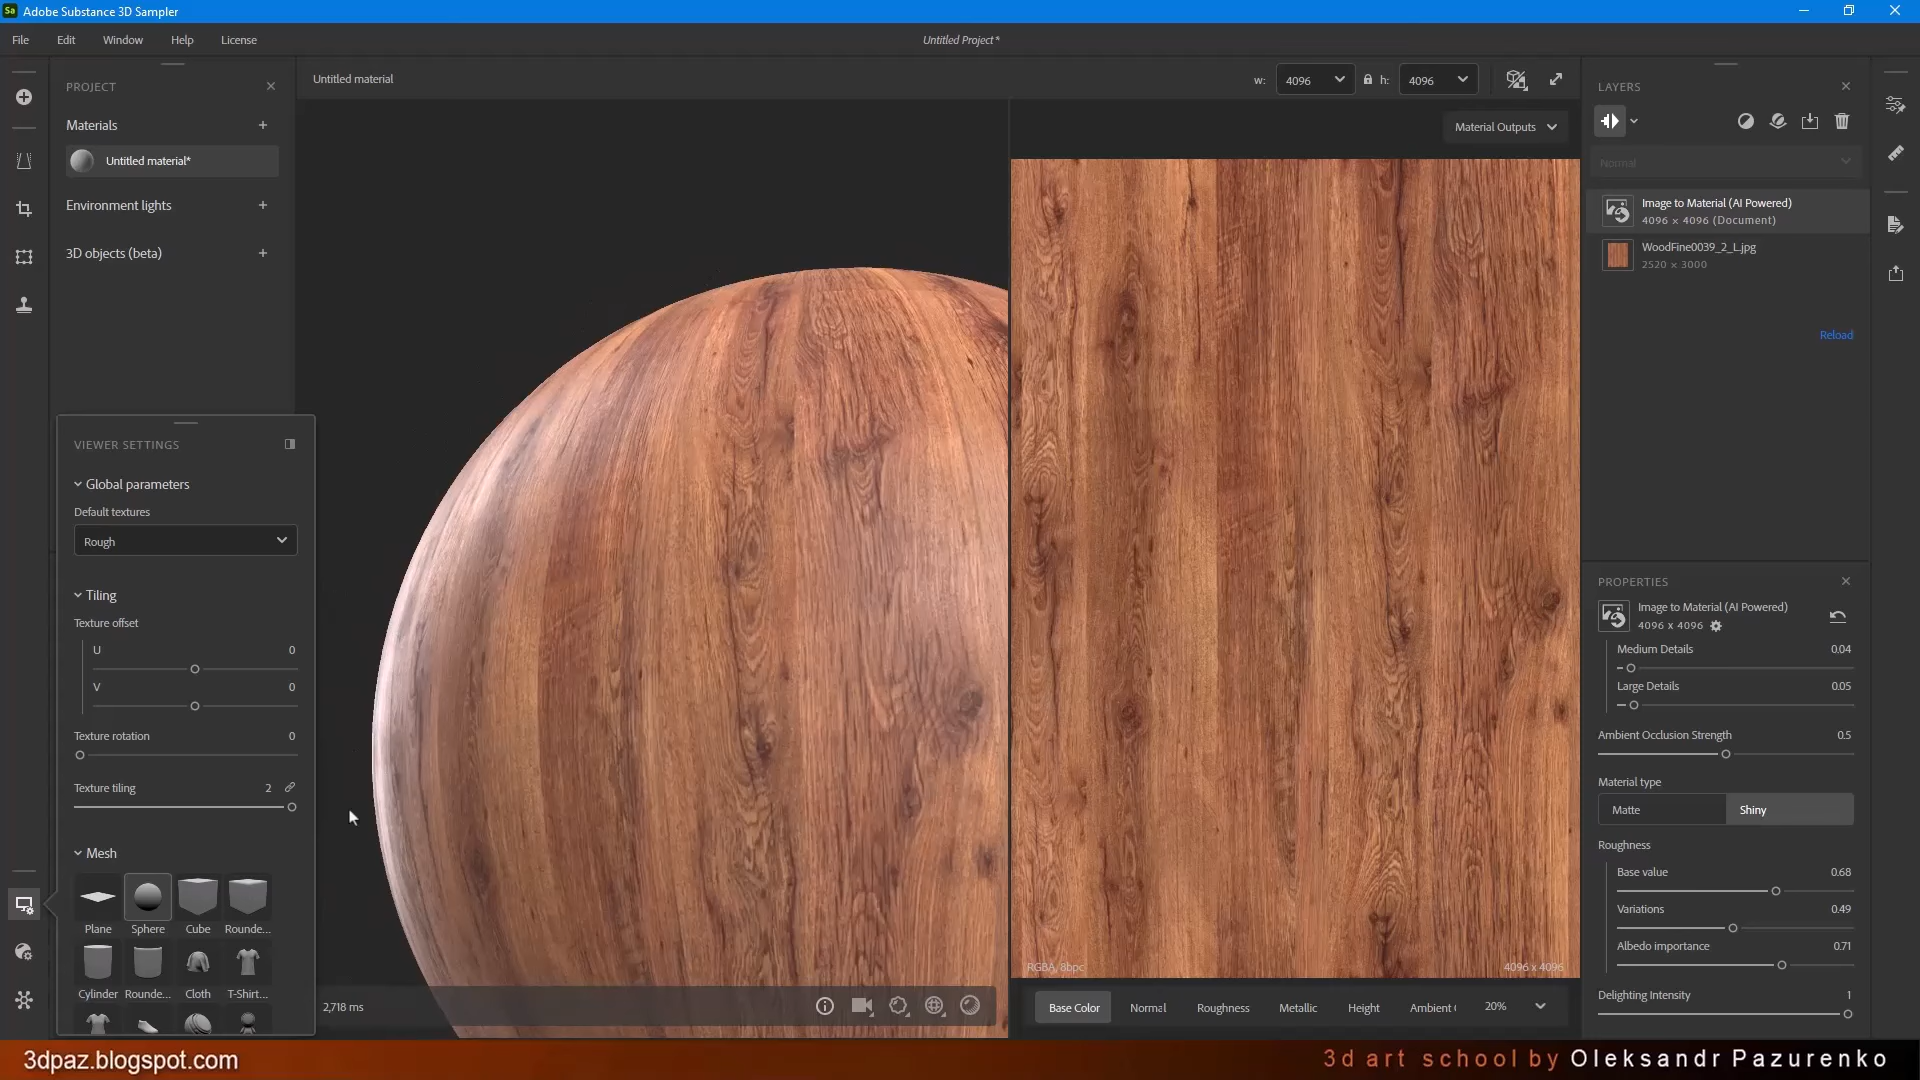 Sa Adobe Substance 3D Sampler
File Edit Window Help License
Untitled Project*
PROJECT
Materials
Untitled material*
Environment lights
3D objects (beta)
VIEWER SETTINGS
Global parameters
Default textures
Rough
Tiling
Texture offset
U 0
V 0
Texture rotation 0
Texture tiling 2
Mesh
Plane Sphere Cube Rounde...
Cylinder Rounde... Cloth T-Shirt...
Untitled material
w: 4096 h: 4096
Material Outputs
RGBA, 8bpc
4096 x 4096
2,718 ms
Base Color Normal Roughness Metallic Height Ambient 20%
LAYERS
Normal
Image to Material (AI Powered)
4096 × 4096 (Document)
WoodFine0039_2_L.jpg
2520 × 3000
Reload
PROPERTIES
Image to Material (AI Powered)
4096 x 4096
Medium Details 0.04
Large Details 0.05
Ambient Occlusion Strength 0.5
Material type
Matte Shiny
Roughness
Base value 0.68
Variations 0.49
Albedo importance 0.71
Delighting Intensity 1
3dpaz.blogspot.com
3d art school by Oleksandr Pazurenko